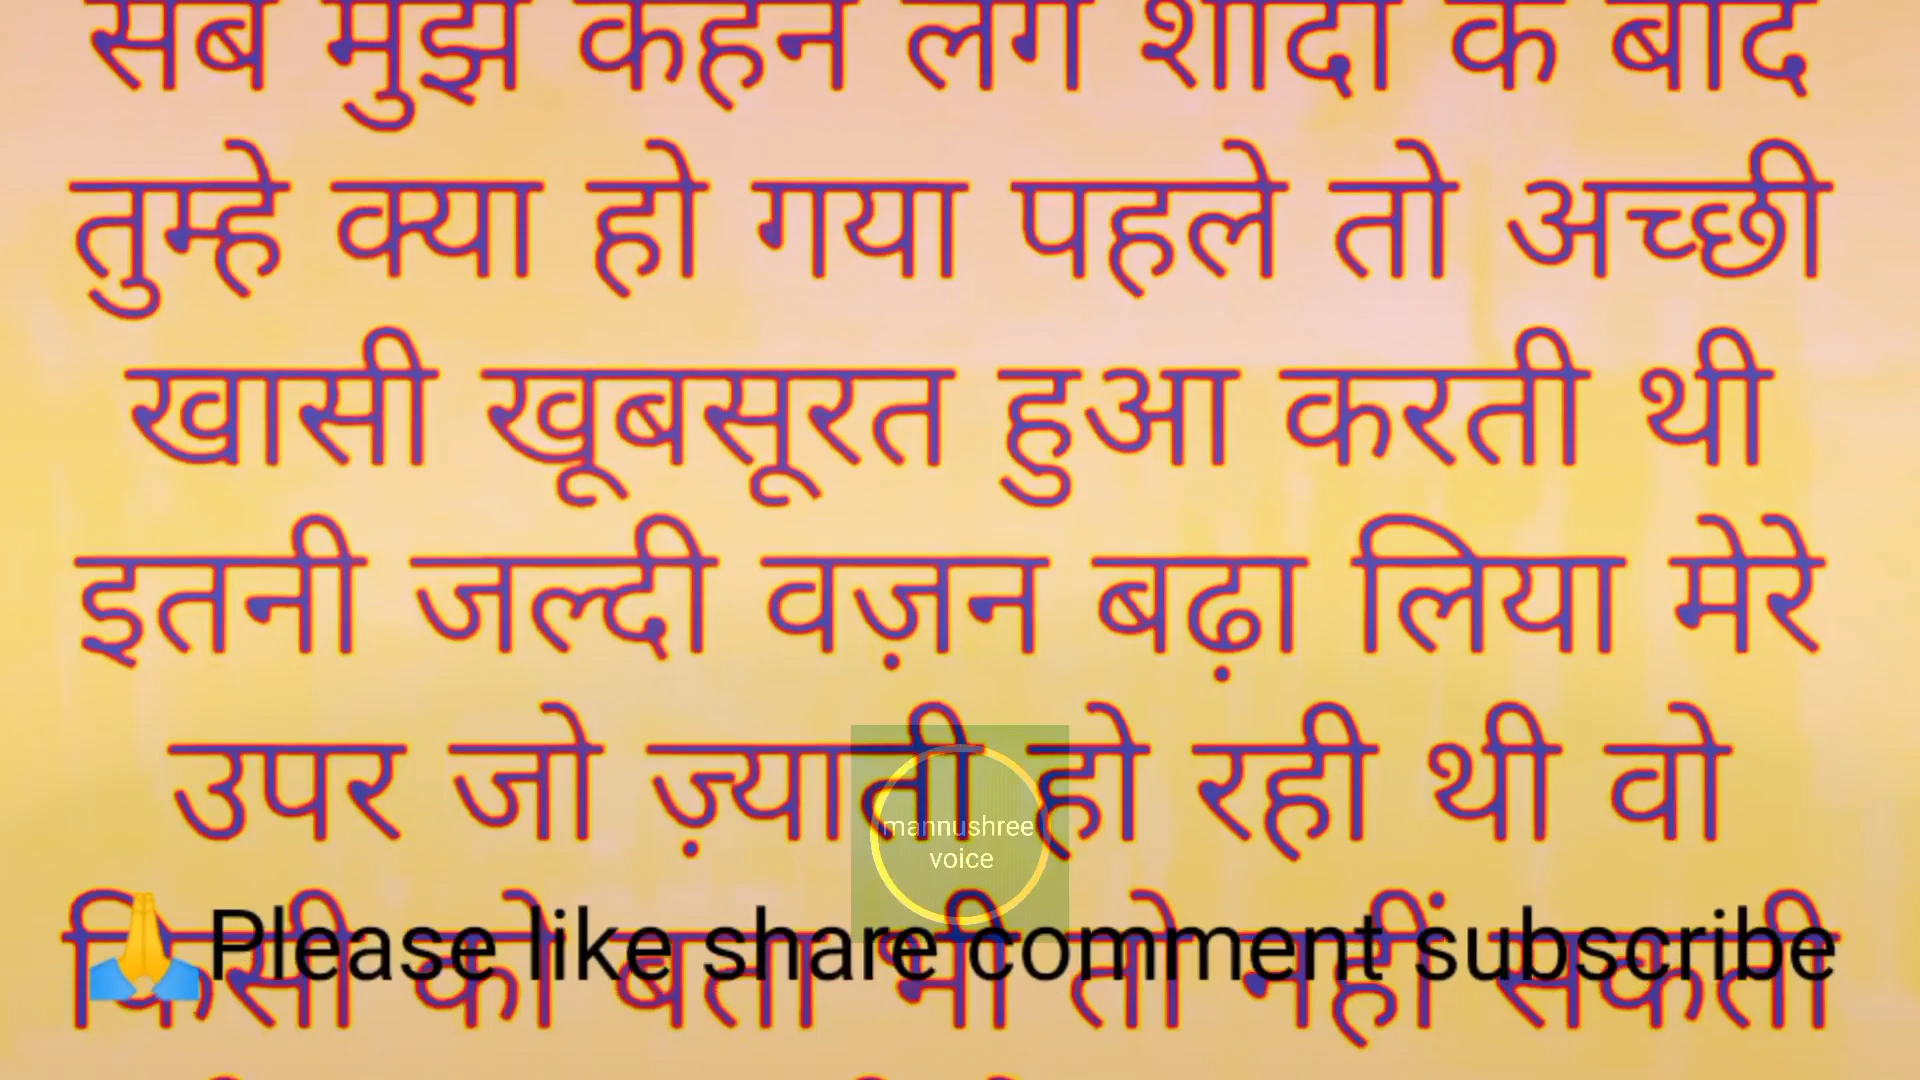 सब मुझे कहने लगे शादी के बाद
तुम्हे क्या हो गया पहले तो अच्छी
खासी खूबसूरत हुआ करती थी
इतनी जल्दी वज़न बढ़ा लिया मेरे
उपर जो ज़्याती हो रही थी वो
mannushree
voice
किसी को बता भी तो नहीं सकती
🙏Please like share comment subscribe